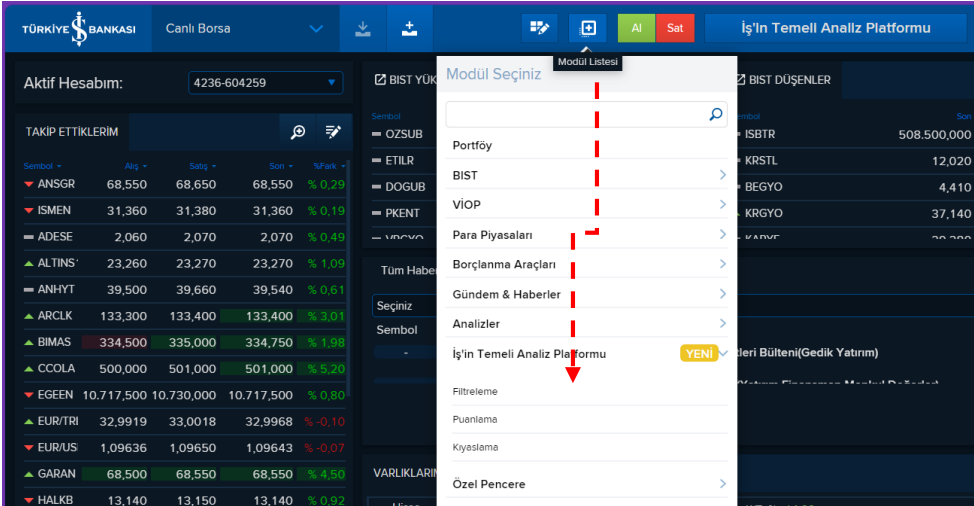 TÜRKİYE İŞ BANKASI
Canlı Borsa
Al
Sat
İş'in Temeli Analiz Platformu
Modül Listesi
Aktif Hesabım:
4236-604259
TAKİP ETTİKLERİM
Sembol Alış Satış Son %Fark
ANSGR 68,550 68,650 68,550 % 0,29
ISMEN 31,360 31,380 31,360 % 0,19
ADESE 2,060 2,070 2,070 % 0,49
ALTINS 23,260 23,270 23,270 % 1,09
ANHYT 39,500 39,660 39,540 % 0,61
ARCLK 133,300 133,400 133,400 % 3,01
BIMAS 334,500 335,000 334,750 % 1,98
CCOLA 500,000 501,000 501,000 % 5,20
EGEEN 10.717,500 10.730,000 10.717,500 % 0,80
EUR/TRI 32,9919 33,0018 32,9968 % -0,10
EUR/US 1,09636 1,09650 1,09643 % -0,07
GARAN 68,500 68,550 68,550 % 4,50
HALKB 13,140 13,150 13,140 % 0,92
BIST YÜK
Sembol
OZSUB
ETILR
DOGUB
PKENT
Tüm Haber
Seçiniz
Sembol
-
VARLIKLARIM
Modül Seçiniz
Portföy
BIST
VİOP
Para Piyasaları
Borçlanma Araçları
Gündem & Haberler
Analizler
İş'in Temeli Analiz Platformu YENİ
Filtreleme
Puanlama
Kıyaslama
Özel Pencere
BIST DÜŞENLER
Son
ISBTR 508.500,000
KRSTL 12,020
BEGYO 4,410
KRGYO 37,140
tleri Bülteni(Gedik Yatırım)